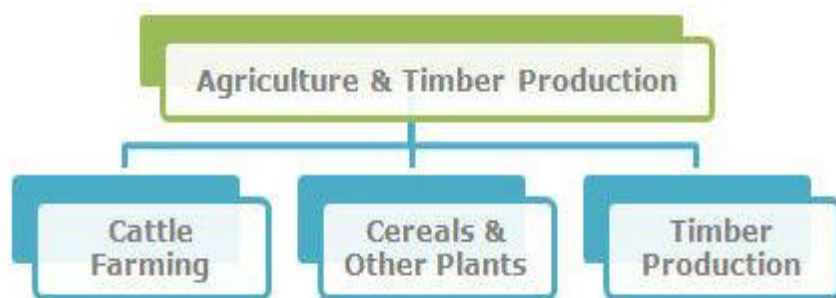 Agriculture & Timber Production
Cattle
Farming
Cereals &
Other Plants
Timber
Production